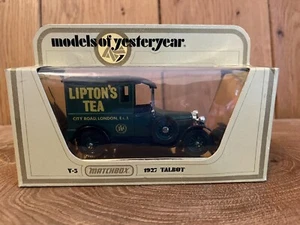 models of yesteryear
LIPTON'S
TEA
CITY ROAD, LONDON, E.C.1.
Y-5 MATCHBOX 1927 TALBOT